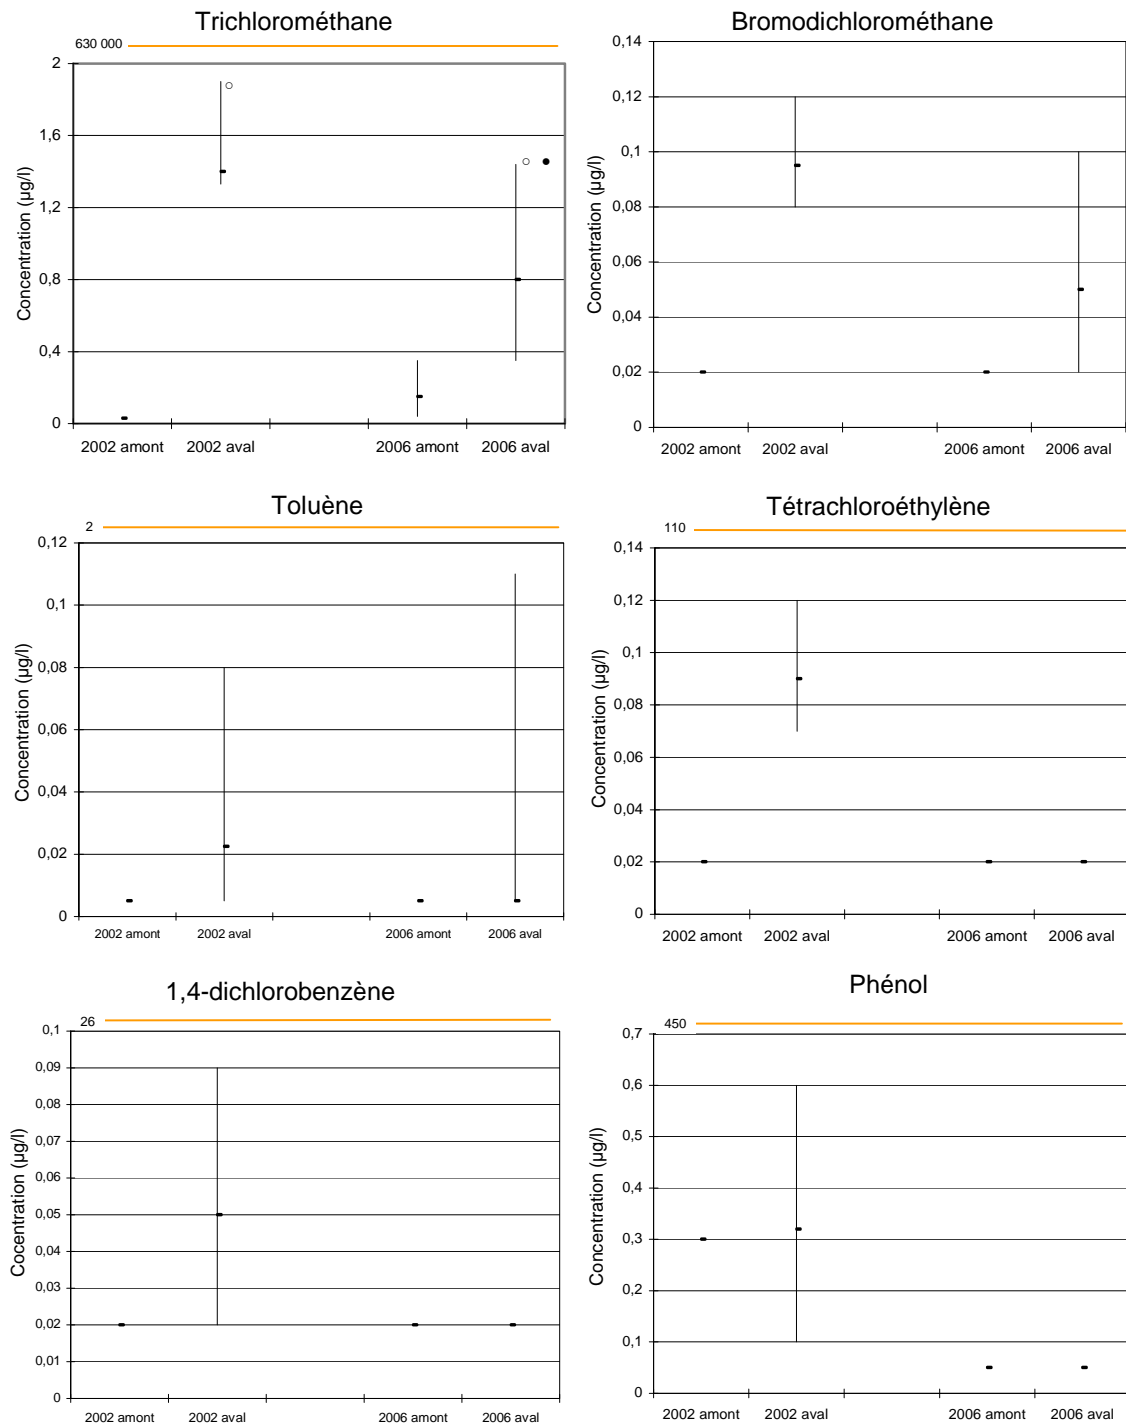 Trichlorométhane
630 000
2
1,6
1,2
0,8
0,4
0
Concentration (µg/l)
2002 amont 2002 aval 2006 amont 2006 aval
Bromodichlorométhane
0,14
0,12
0,1
0,08
0,06
0,04
0,02
0
Concentration (µg/l)
2002 amont 2002 aval 2006 amont 2006 aval
Toluène
2
0,12
0,1
0,08
0,06
0,04
0,02
0
Concentration (µg/l)
2002 amont 2002 aval 2006 amont 2006 aval
Tétrachloroéthylène
110
0,14
0,12
0,1
0,08
0,06
0,04
0,02
0
Concentration (µg/l)
2002 amont 2002 aval 2006 amont 2006 aval
1,4-dichlorobenzène
26
0,1
0,09
0,08
0,07
0,06
0,05
0,04
0,03
0,02
0,01
0
Cocentration (µg/l)
2002 amont 2002 aval 2006 amont 2006 aval
Phénol
450
0,7
0,6
0,5
0,4
0,3
0,2
0,1
0
Concentration (µg/l)
2002 amont 2002 aval 2006 amont 2006 aval